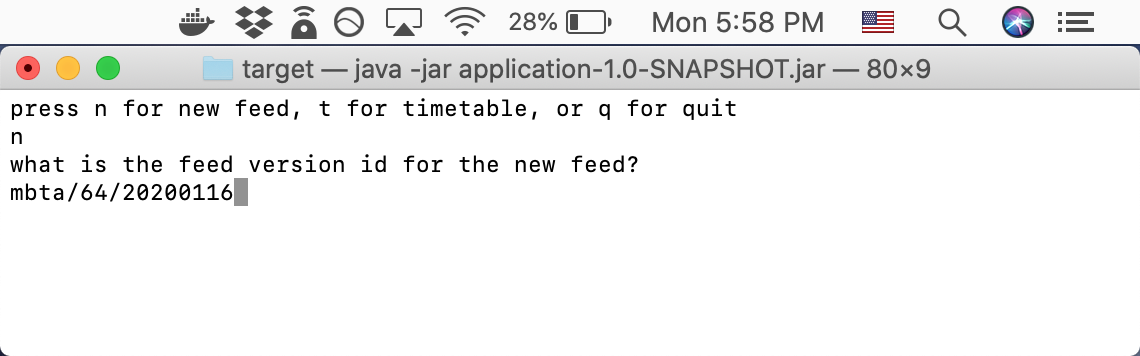 28%
Mon 5:58 PM
target — java -jar application-1.0-SNAPSHOT.jar — 80×9
press n for new feed, t for timetable, or q for quit
n
what is the feed version id for the new feed?
mbta/64/20200116